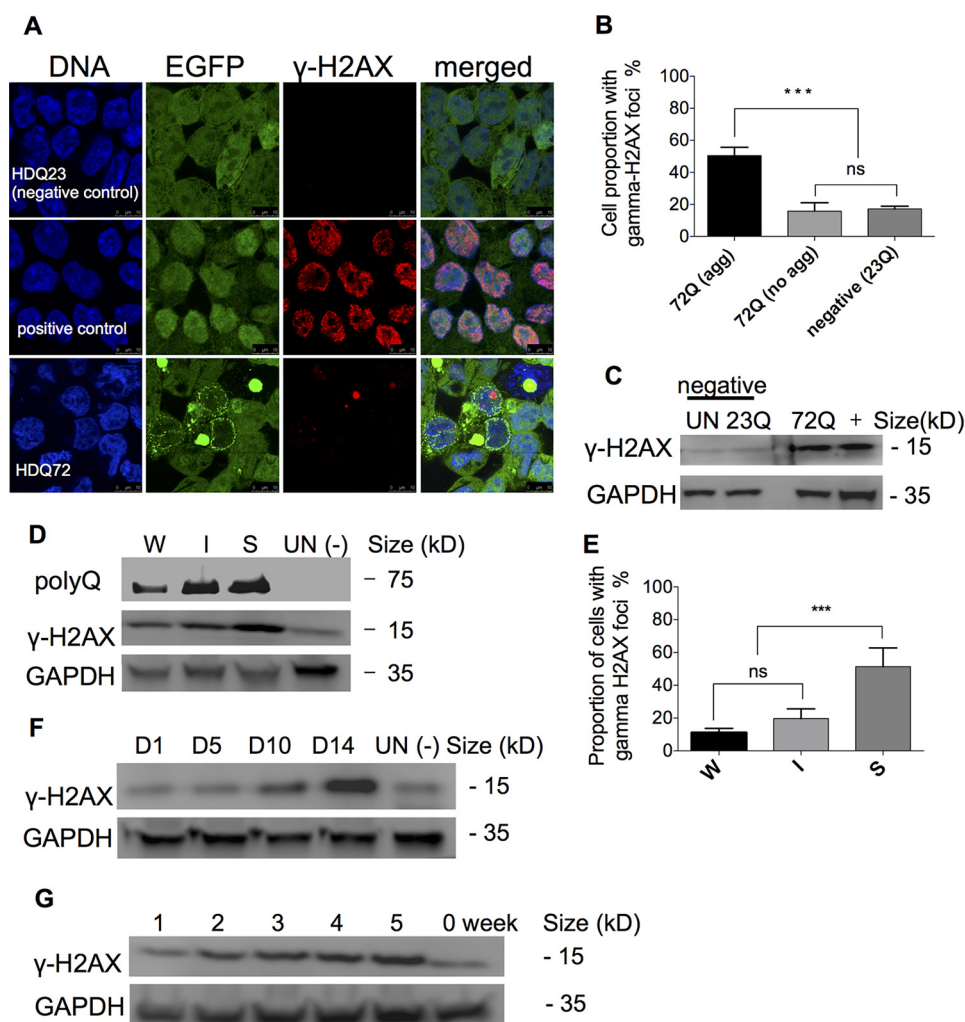 A
DNA EGFP γ-H2AX merged
HDQ23
(negative control)
positive control
HDQ72
B
Cell proportion with
gamma-H2AX foci %
100
80
60
40
20
0
***
ns
72Q (agg)
72Q (no agg)
negative (23Q)
C
negative
UN 23Q 72Q + Size(kD)
γ-H2AX - 15
GAPDH - 35
D
W I S UN (-) Size (kD)
polyQ - 75
γ-H2AX - 15
GAPDH - 35
E
Proportion of cells with
gamma H2AX foci %
100
80
60
40
20
0
***
ns
W
I
S
F
D1 D5 D10 D14 UN (-) Size (kD)
γ-H2AX - 15
GAPDH - 35
G
1 2 3 4 5 0 week Size (kD)
γ-H2AX - 15
GAPDH - 35